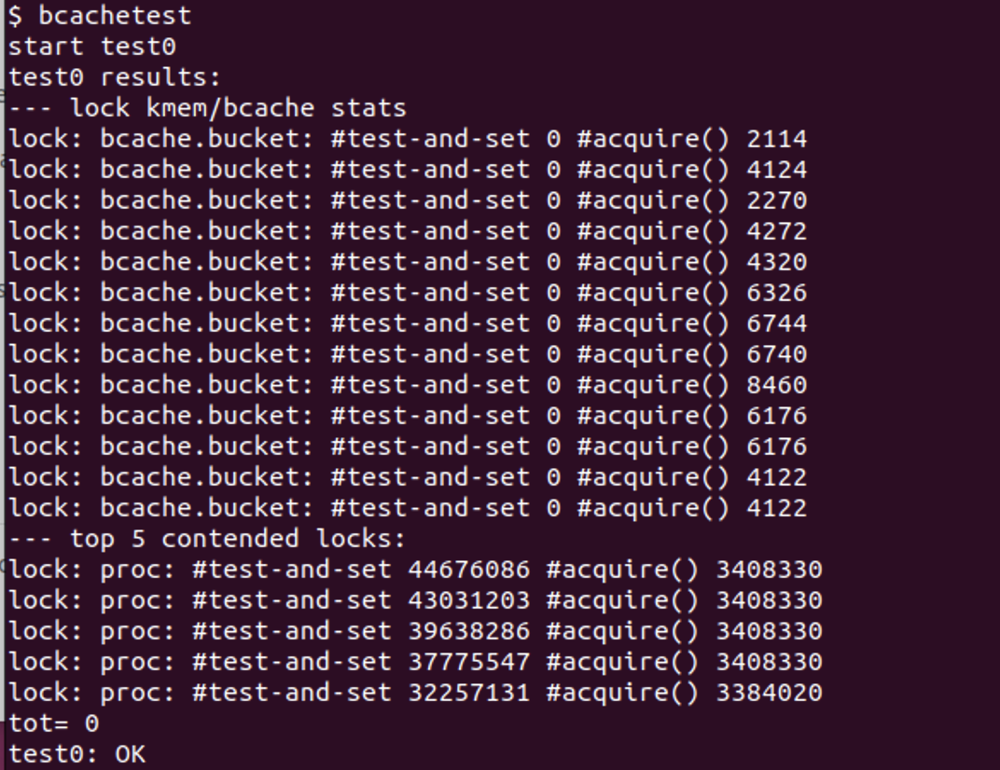 $ bcachetest
start test0
test0 results:
--- lock kmem/bcache stats
lock: bcache.bucket: #test-and-set 0 #acquire() 2114
lock: bcache.bucket: #test-and-set 0 #acquire() 4124
lock: bcache.bucket: #test-and-set 0 #acquire() 2270
lock: bcache.bucket: #test-and-set 0 #acquire() 4272
lock: bcache.bucket: #test-and-set 0 #acquire() 4320
lock: bcache.bucket: #test-and-set 0 #acquire() 6326
lock: bcache.bucket: #test-and-set 0 #acquire() 6744
lock: bcache.bucket: #test-and-set 0 #acquire() 6740
lock: bcache.bucket: #test-and-set 0 #acquire() 8460
lock: bcache.bucket: #test-and-set 0 #acquire() 6176
lock: bcache.bucket: #test-and-set 0 #acquire() 6176
lock: bcache.bucket: #test-and-set 0 #acquire() 4122
lock: bcache.bucket: #test-and-set 0 #acquire() 4122
--- top 5 contended locks:
lock: proc: #test-and-set 44676086 #acquire() 3408330
lock: proc: #test-and-set 43031203 #acquire() 3408330
lock: proc: #test-and-set 39638286 #acquire() 3408330
lock: proc: #test-and-set 37775547 #acquire() 3408330
lock: proc: #test-and-set 32257131 #acquire() 3384020
tot= 0
test0: OK